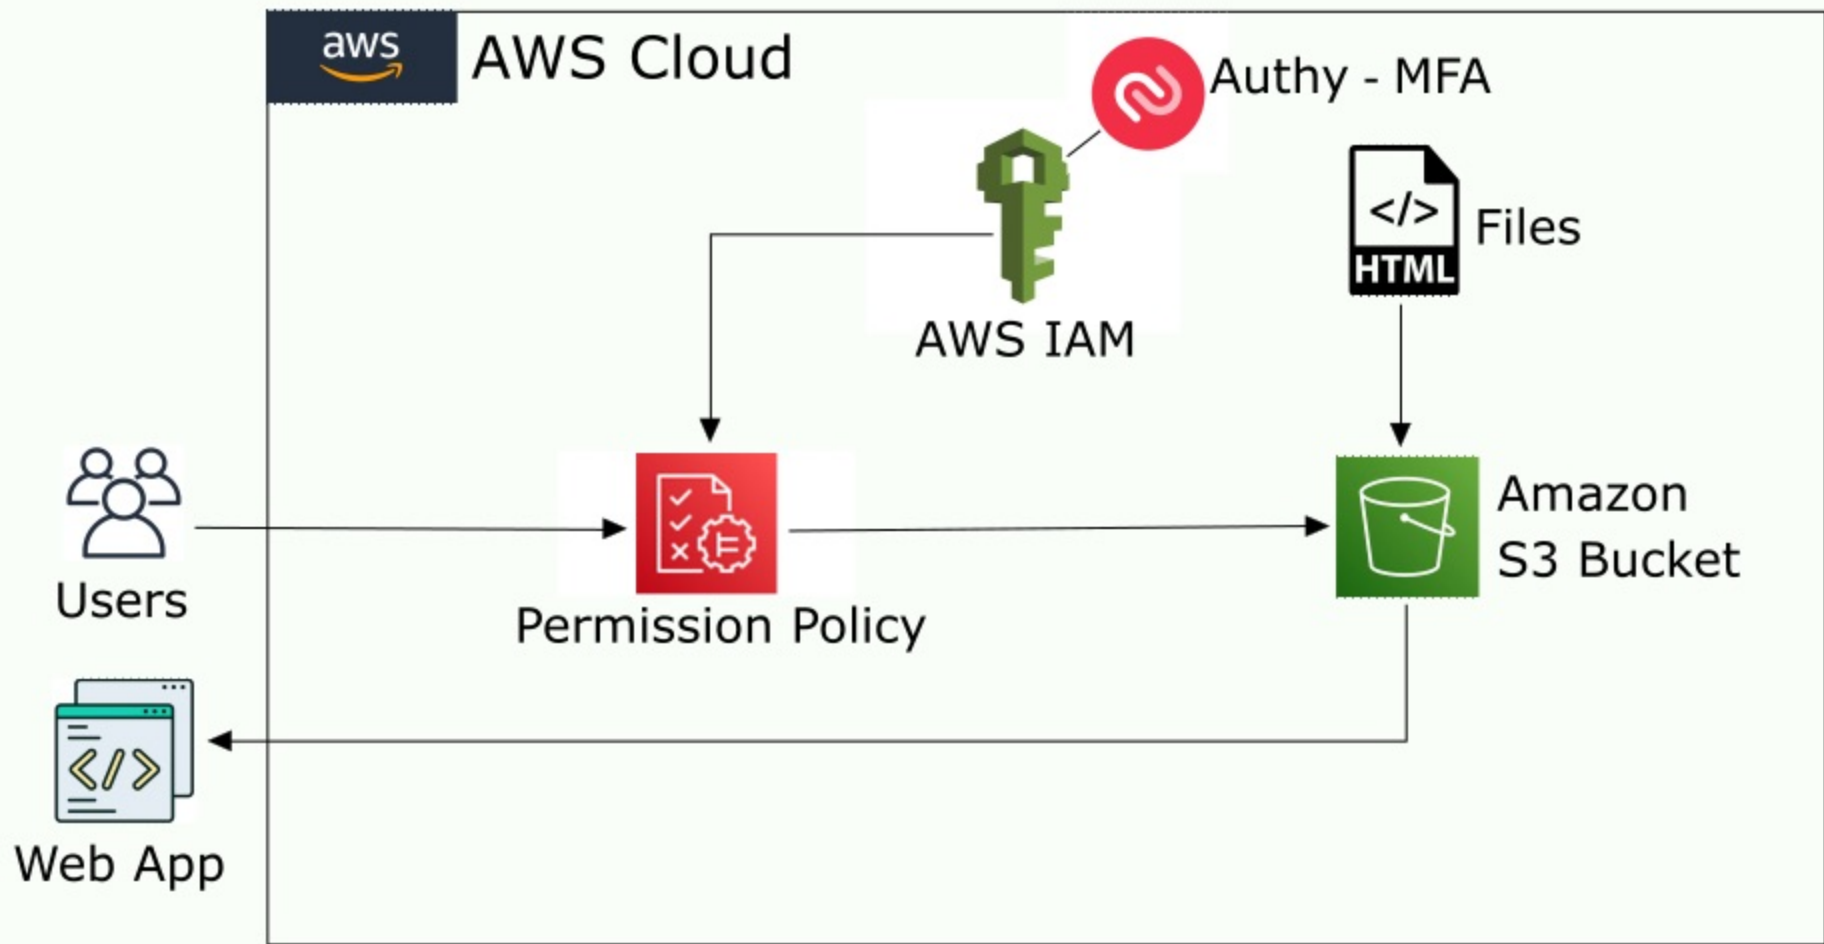 aws
AWS Cloud
Authy - MFA
</>
HTML
Files
AWS IAM
Amazon
S3 Bucket
Users
Permission Policy
</>
Web App